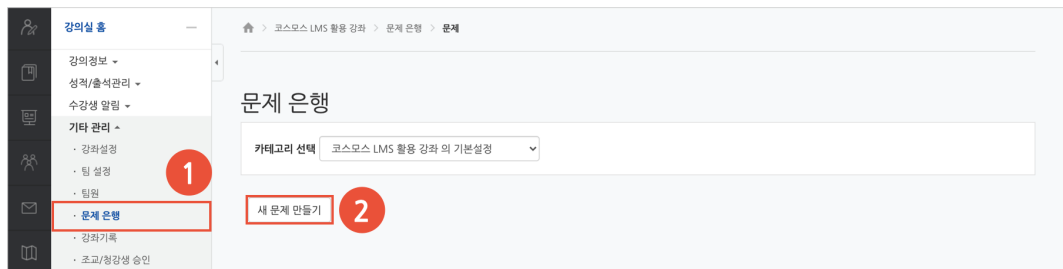 강의실 홈
강의정보
성적/출석관리
수강생 알림
기타 관리
· 강좌설정
· 팀 설정
· 팀원
· 문제 은행
· 강좌기록
· 조교/청강생 승인
1
> 코스모스 LMS 활용 강좌 > 문제 은행 > 문제
문제 은행
카테고리 선택 코스모스 LMS 활용 강좌 의 기본설정
새 문제 만들기
2